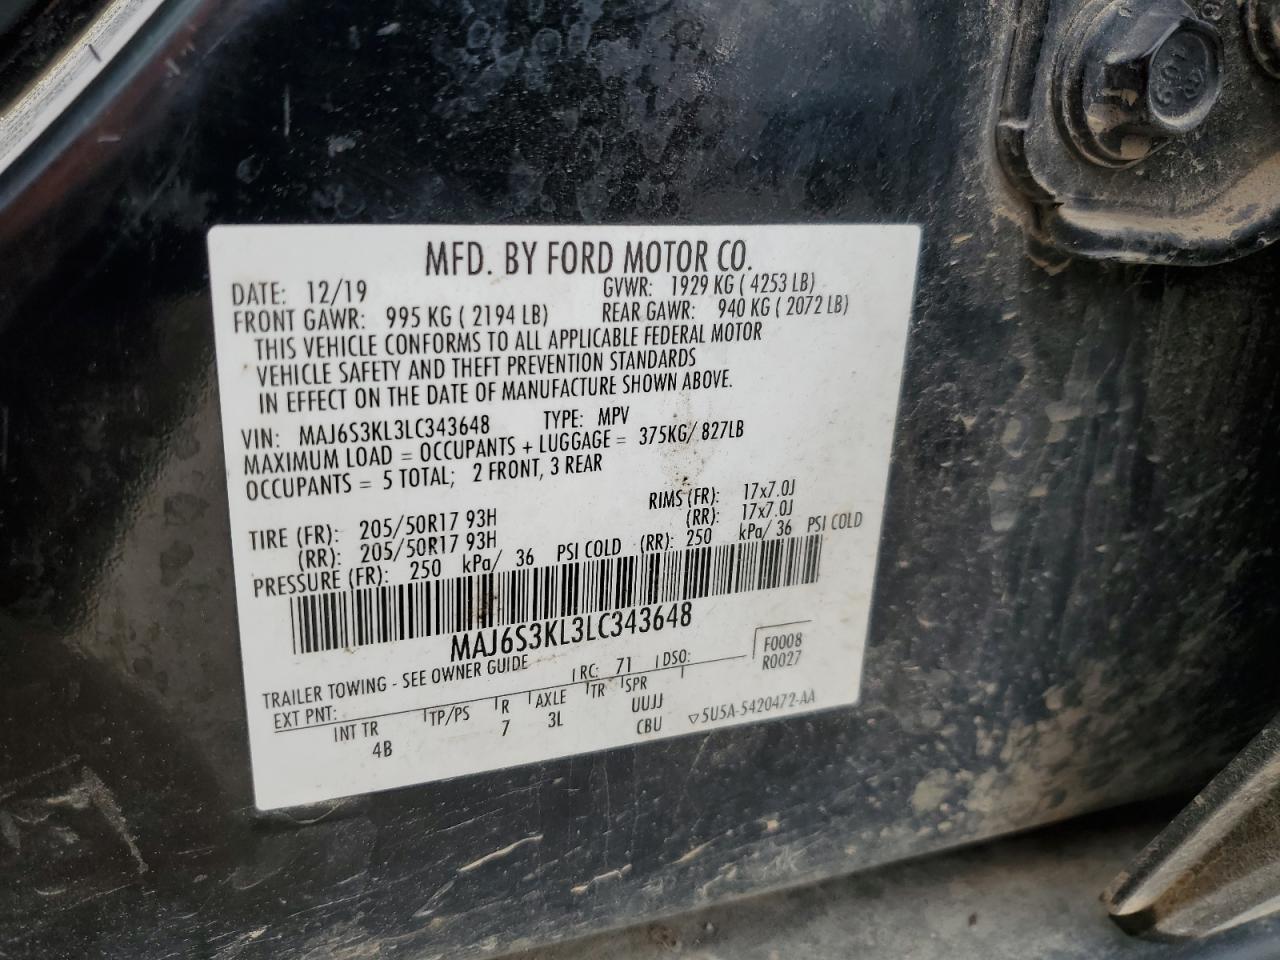 MFD. BY FORD MOTOR CO.
DATE: 12/19 GVWR: 1929 KG ( 4253 LB)
FRONT GAWR: 995 KG ( 2194 LB) REAR GAWR: 940 KG ( 2072 LB)
THIS VEHICLE CONFORMS TO ALL APPLICABLE FEDERAL MOTOR
VEHICLE SAFETY AND THEFT PREVENTION STANDARDS
IN EFFECT ON THE DATE OF MANUFACTURE SHOWN ABOVE.
VIN: MAJ6S3KL3LC343648 TYPE: MPV
MAXIMUM LOAD = OCCUPANTS + LUGGAGE = 375KG/ 827LB
OCCUPANTS = 5 TOTAL; 2 FRONT, 3 REAR
RIMS (FR): 17x7.0J
TIRE (FR): 205/50R17 93H (RR): 17x7.0J
(RR): 205/50R17 93H
PRESSURE (FR): 250 kPa/ 36 PSI COLD (RR): 250 kPa/ 36 PSI COLD
MAJ6S3KL3LC343648
TRAILER TOWING - SEE OWNER GUIDE
F0008
R0027
EXT PNT: RC: 71 DSO:
INT TR TP/PS R AXLE TR SPR
4B 7 3L UUJJ
CBU
▽5U5A-5420472-AA